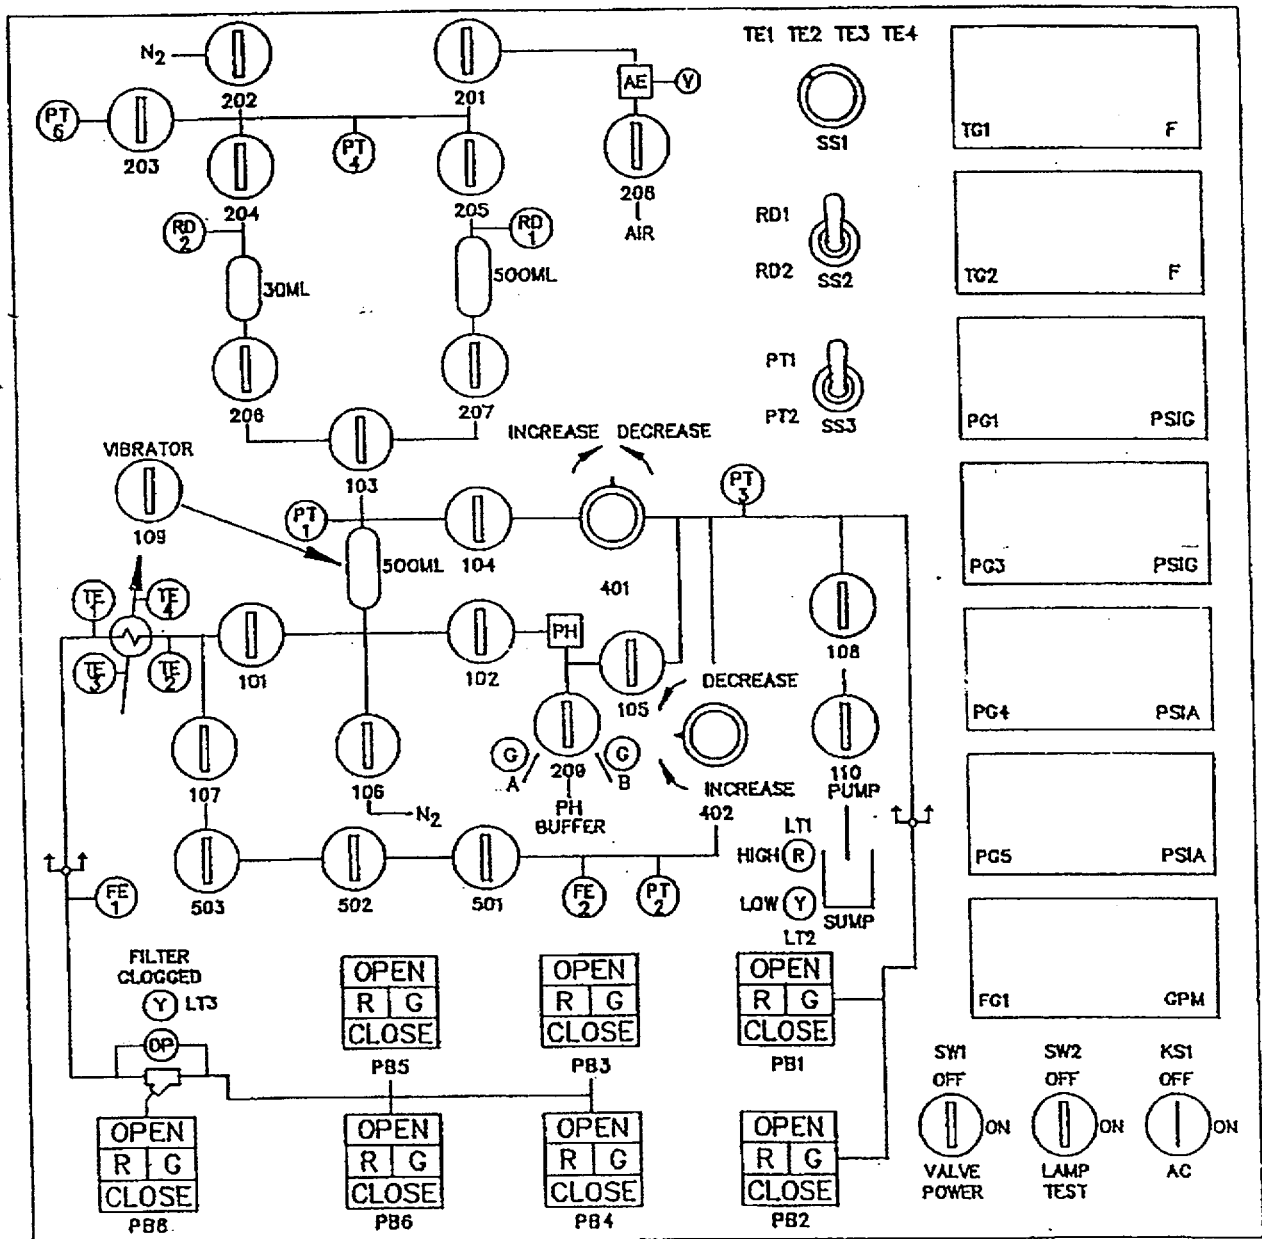 TE1 TE2 TE3 TE4
N2
202
201
AE
V
TG1 F
PT
5
203
PT
4
SS1
204
205
208
AIR
RD
2
RD
1
RD1
RD2
SS2
TG2 F
30ML
500ML
206
207
PT1
PT2
SS3
PG1 PSIG
VIBRATOR
INCREASE DECREASE
103
109
PT
1
104
401
PT
3
500ML
PG3 PSIG
TE
1
TE
4
TE
3
TE
2
101
102
PH
105
108
DECREASE
PG4 PSIA
107
106
N2
G
A
209
G
B
PH
BUFFER
INCREASE
402
110
PUMP
LT1
HIGH R
LOW Y
LT2
SUMP
PG5 PSIA
FE
1
503
502
501
FE
2
PT
2
FILTER
CLOGGED
Y LT3
DP
OPEN
R G
CLOSE
PB5
OPEN
R G
CLOSE
PB3
OPEN
R G
CLOSE
PB1
FG1 GPM
SW1
OFF
ON
VALVE
POWER
SW2
OFF
ON
LAMP
TEST
KS1
OFF
ON
AC
OPEN
R G
CLOSE
PB8
OPEN
R G
CLOSE
PB6
OPEN
R G
CLOSE
PB4
OPEN
R G
CLOSE
PB2